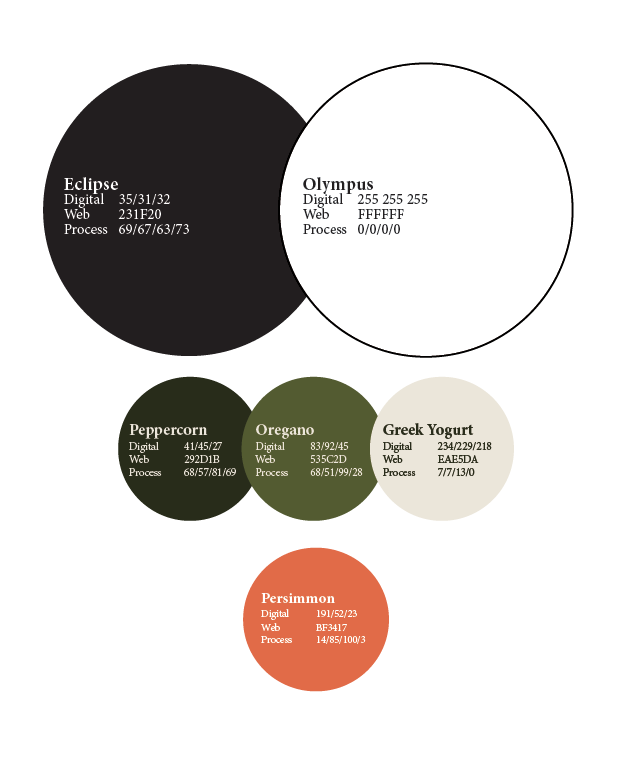 Eclipse
Digital 35/31/32
Web 231F20
Process 69/67/63/73
Olympus
Digital 255 255 255
Web FFFFFF
Process 0/0/0/0
Peppercorn
Digital 41/45/27
Web 292D1B
Process 68/57/81/69
Oregano
Digital 83/92/45
Web 535C2D
Process 68/51/99/28
Greek Yogurt
Digital 234/229/218
Web EAE5DA
Process 7/7/13/0
Persimmon
Digital 191/52/23
Web BF3417
Process 14/85/100/3